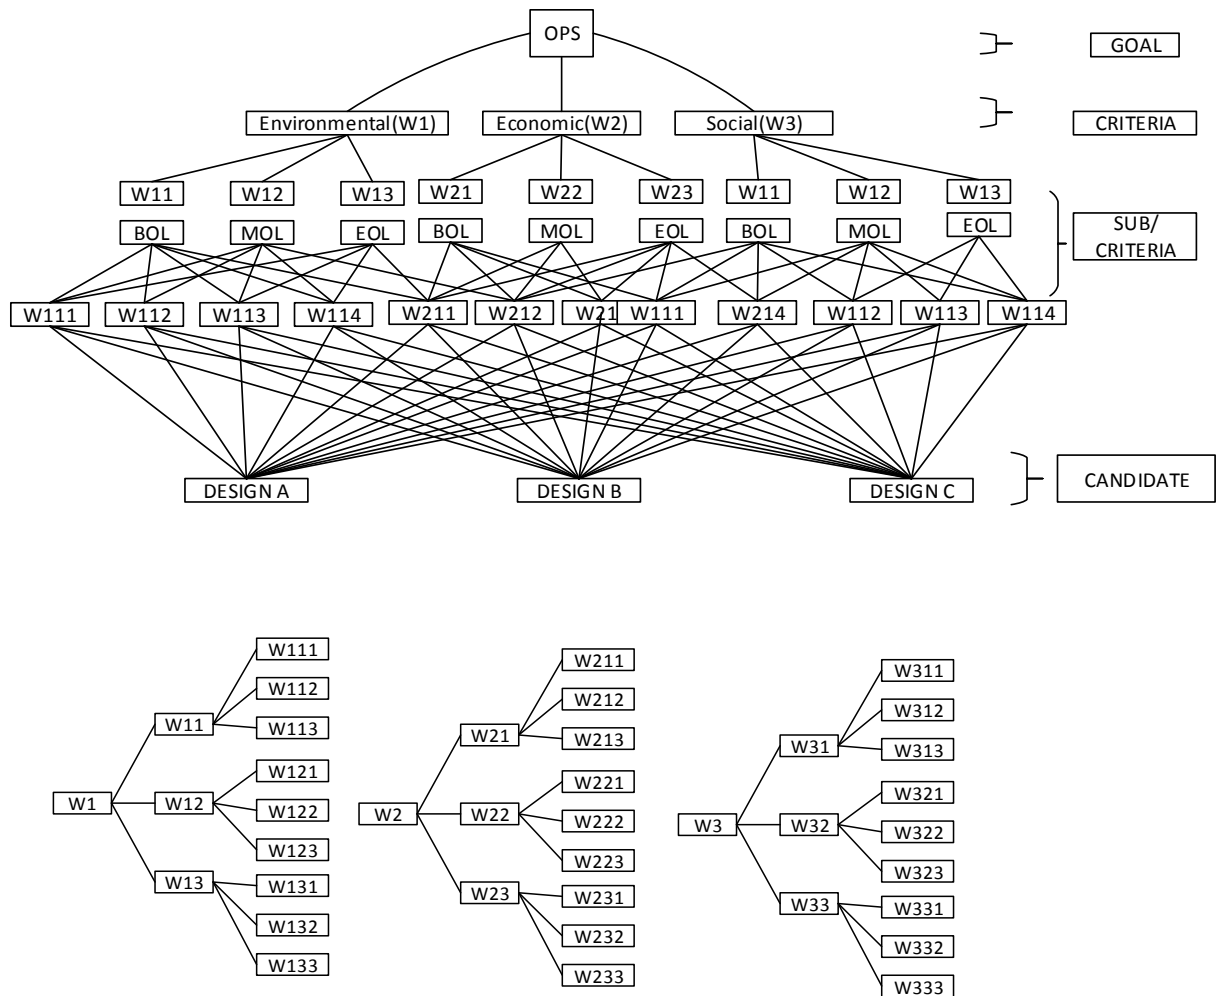 OPS
GOAL
Environmental(W1) Economic(W2) Social(W3) CRITERIA
W11 W12 W13 W21 W22 W23 W11 W12 W13
BOL MOL EOL BOL MOL EOL BOL MOL EOL
SUB/
CRITERIA
W111 W112 W113 W114 W211 W212 W21 W111 W214 W112 W113 W114
DESIGN A DESIGN B DESIGN C CANDIDATE
W111
W112
W11 W113
W121
W1 W12 W122
W123
W13 W131
W132
W133
W211
W212
W21 W213
W221
W2 W22 W222
W223
W23 W231
W232
W233
W311
W312
W31 W313
W321
W3 W32 W322
W323
W33 W331
W332
W333